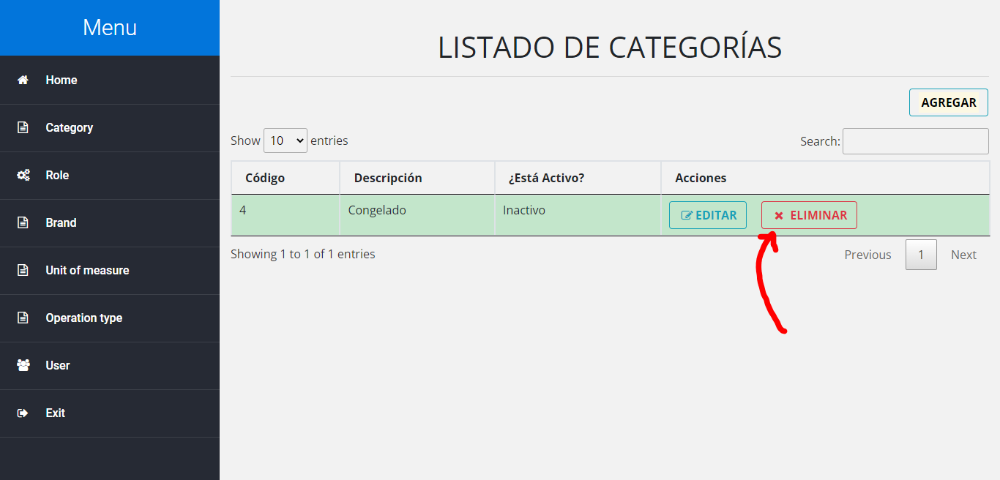 Menu
Home
Category
Role
Brand
Unit of measure
Operation type
User
Exit
LISTADO DE CATEGORÍAS
AGREGAR
Show 10 entries
Search:
Código Descripción ¿Está Activo? Acciones
4 Congelado Inactivo EDITAR ELIMINAR
Showing 1 to 1 of 1 entries
Previous 1 Next